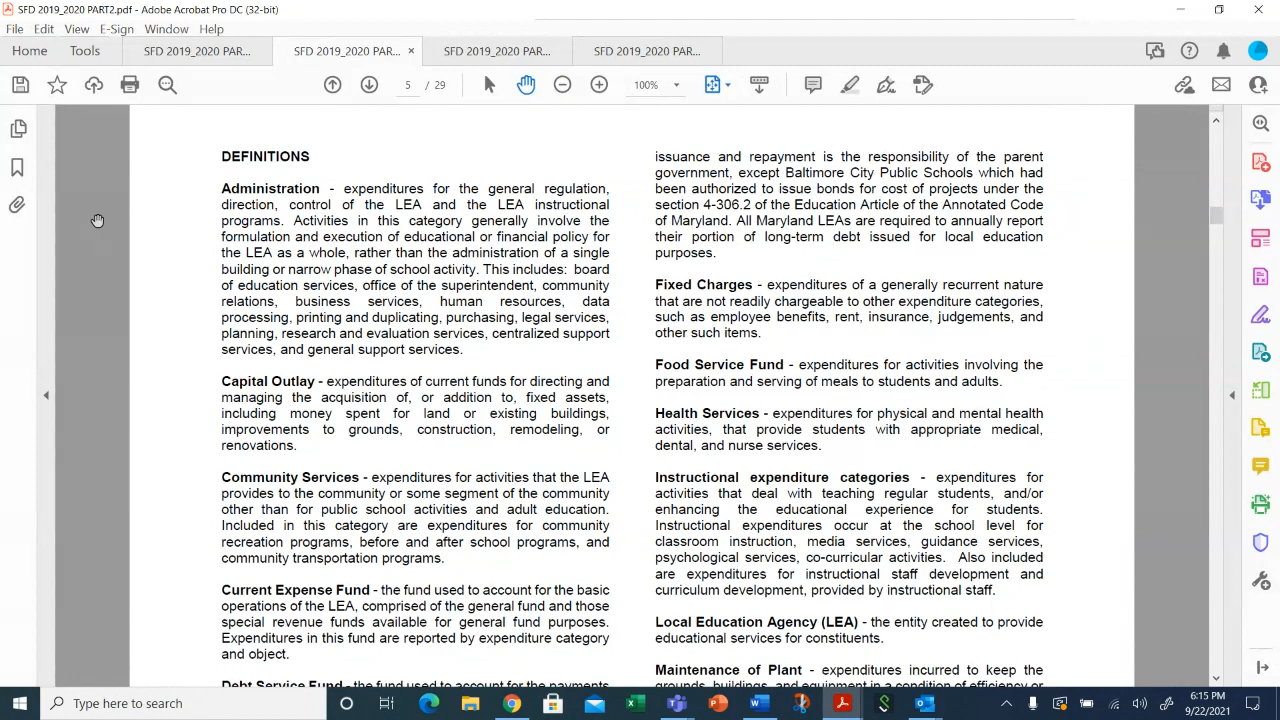 SFD 2019_2020 PART2.pdf - Adobe Acrobat Pro DC (32-bit)
File Edit View E-Sign Window Help
Home Tools SFD 2019_2020 PAR... SFD 2019_2020 PAR... × SFD 2019_2020 PAR... SFD 2019_2020 PAR...
5 / 29 100%
DEFINITIONS
Administration - expenditures for the general regulation,
direction, control of the LEA and the LEA instructional
programs. Activities in this category generally involve the
formulation and execution of educational or financial policy for
the LEA as a whole, rather than the administration of a single
building or narrow phase of school activity. This includes: board
of education services, office of the superintendent, community
relations, business services, human resources, data
processing, printing and duplicating, purchasing, legal services,
planning, research and evaluation services, centralized support
services, and general support services.
Capital Outlay - expenditures of current funds for directing and
managing the acquisition of, or addition to, fixed assets,
including money spent for land or existing buildings,
improvements to grounds, construction, remodeling, or
renovations.
Community Services - expenditures for activities that the LEA
provides to the community or some segment of the community
other than for public school activities and adult education.
Included in this category are expenditures for community
recreation programs, before and after school programs, and
community transportation programs.
Current Expense Fund - the fund used to account for the basic
operations of the LEA, comprised of the general fund and those
special revenue funds available for general fund purposes.
Expenditures in this fund are reported by expenditure category
and object.
Debt Service Fund - the fund used to account for the payments
issuance and repayment is the responsibility of the parent
government, except Baltimore City Public Schools which had
been authorized to issue bonds for cost of projects under the
section 4-306.2 of the Education Article of the Annotated Code
of Maryland. All Maryland LEAs are required to annually report
their portion of long-term debt issued for local education
purposes.
Fixed Charges - expenditures of a generally recurrent nature
that are not readily chargeable to other expenditure categories,
such as employee benefits, rent, insurance, judgements, and
other such items.
Food Service Fund - expenditures for activities involving the
preparation and serving of meals to students and adults.
Health Services - expenditures for physical and mental health
activities, that provide students with appropriate medical,
dental, and nurse services.
Instructional expenditure categories - expenditures for
activities that deal with teaching regular students, and/or
enhancing the educational experience for students.
Instructional expenditures occur at the school level for
classroom instruction, media services, guidance services,
psychological services, co-curricular activities. Also included
are expenditures for instructional staff development and
curriculum development, provided by instructional staff.
Local Education Agency (LEA) - the entity created to provide
educational services for constituents.
Maintenance of Plant - expenditures incurred to keep the
grounds, buildings, and equipment in a condition of efficiency or
Type here to search
6:15 PM
9/22/2021